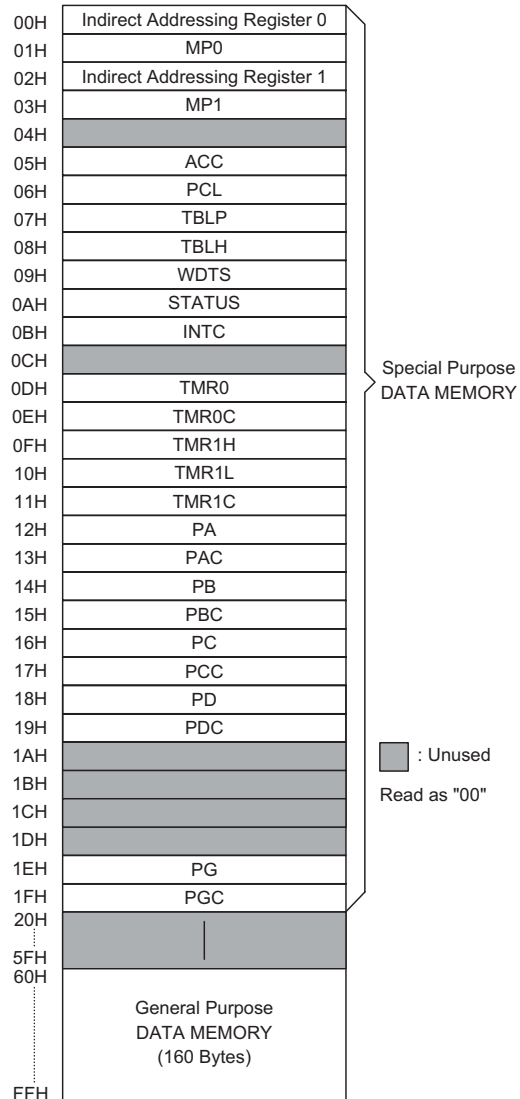 00H Indirect Addressing Register 0
01H MP0
02H Indirect Addressing Register 1
03H MP1
04H
05H ACC
06H PCL
07H TBLP
08H TBLH
09H WDTS
0AH STATUS
0BH INTC
0CH
Special Purpose
DATA MEMORY
0DH TMR0
0EH TMR0C
0FH TMR1H
10H TMR1L
11H TMR1C
12H PA
13H PAC
14H PB
15H PBC
16H PC
17H PCC
18H PD
19H PDC
1AH
: Unused
1BH
Read as "00"
1CH
1DH
1EH PG
1FH PGC
20H
5FH
60H
General Purpose
DATA MEMORY
(160 Bytes)
FFH